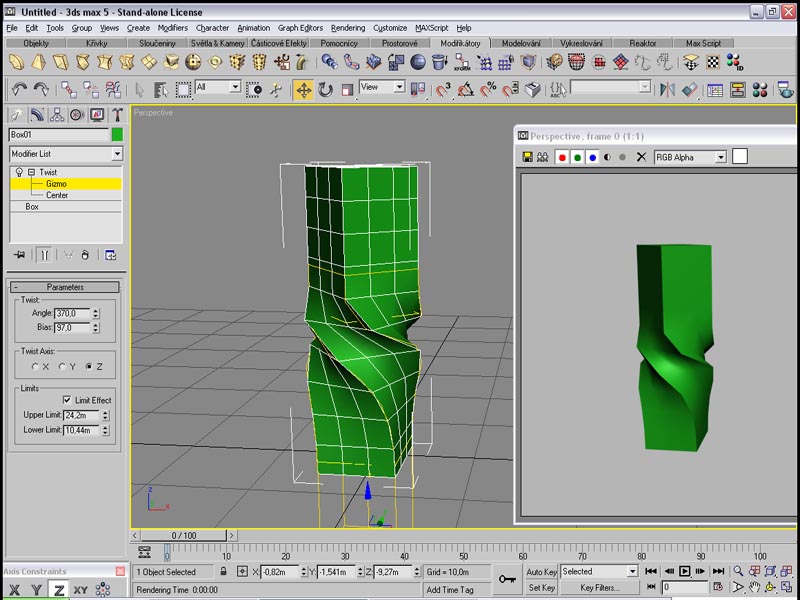 Untitled - 3ds max 5 - Stand-alone License
File Edit Tools Group Views Create Modifiers Character Animation Graph Editors Rendering Customize MAXScript Help
Objekty Křivky Sloučeniny Světla & Kamery Částicové Efekty Pomocníci Prostorové Modifikátory Modelování Vykreslování Reaktor Max Script
XFORM
ID
All View
ABC
Box01
Modifier List
Twist
Gizmo
Center
Box
Parameters
Twist:
Angle: 370,0
Bias: 97,0
Twist Axis:
X Y Z
Limits
Limit Effect
Upper Limit: 24,2m
Lower Limit: 10,44m
Perspective
z
x
Perspective, frame 0 (1:1)
RGB Alpha
0 / 100
0 10 20 30 40 50 60 70 80 90 100
Axis Constraints
X Y Z XY
1 Object Selected X: -0,82m Y: -1,541m Z: -9,27m Grid = 10,0m Auto Key Selected
Rendering Time 0:00:00 Add Time Tag Set Key Key Filters... 0